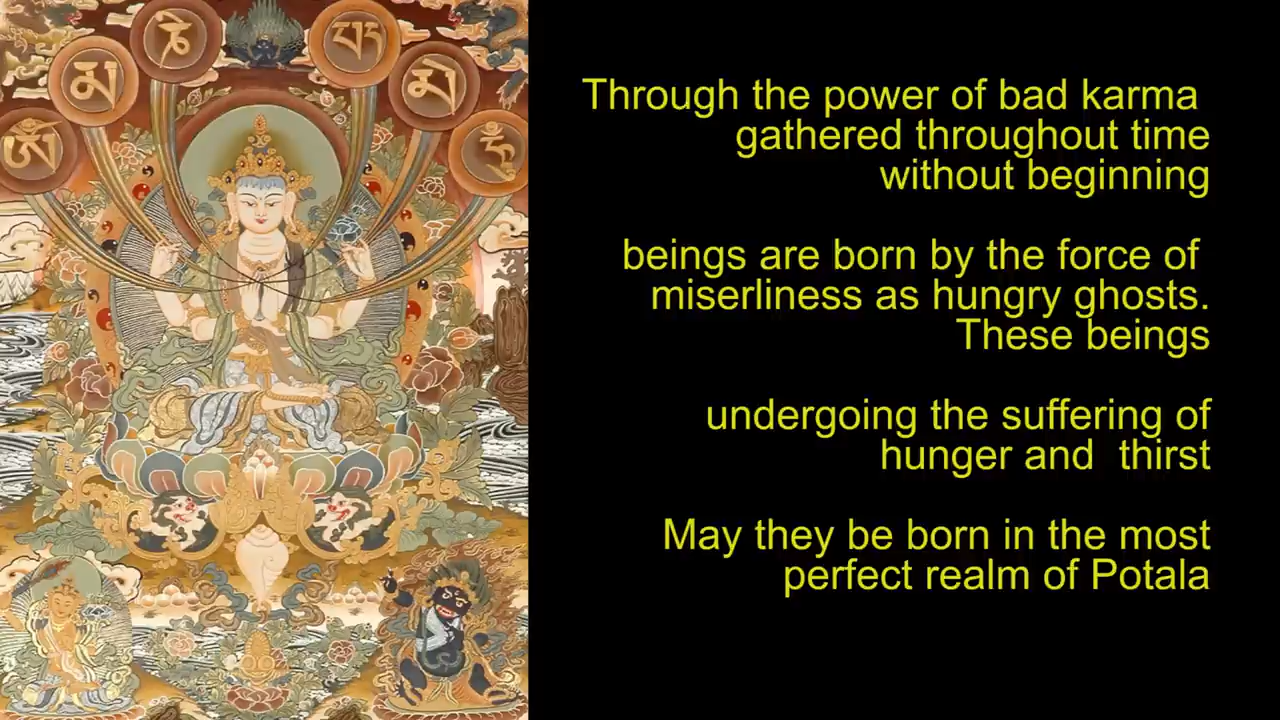 ཨོཾ
མ
ཎི
པད
མེ
ཧཱུྃ
Through the power of bad karma
gathered throughout time
without beginning
beings are born by the force of
miserliness as hungry ghosts.
These beings
undergoing the suffering of
hunger and  thirst
May they be born in the most
perfect realm of Potala